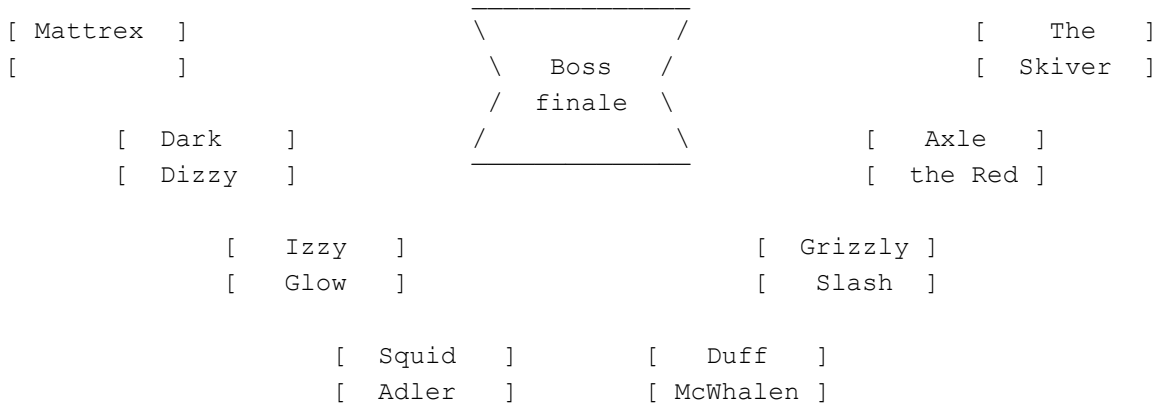 [ Mattrex ] \ / [ The ]
[ ] \ Boss / [ Skiver ]
/ finale \
[ Dark ] / \ [ Axle ]
[ Dizzy ] [ the Red ]
[ Izzy ] [ Grizzly ]
[ Glow ] [ Slash ]
[ Squid ] [ Duff ]
[ Adler ] [ McWhalen ]